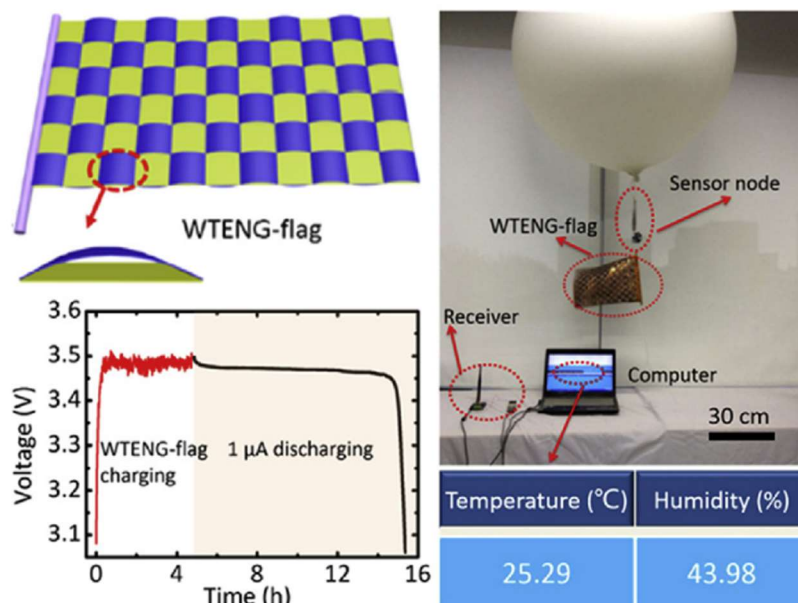 WTENG-flag
3.6
3.5
3.4
3.3
3.2
3.1
Voltage (V)
WTENG-flag
charging
1 μA discharging
0
4
8
12
16
Time (h)
Sensor node
WTENG-flag
Receiver
Computer
30 cm
Temperature (℃)
Humidity (%)
25.29
43.98